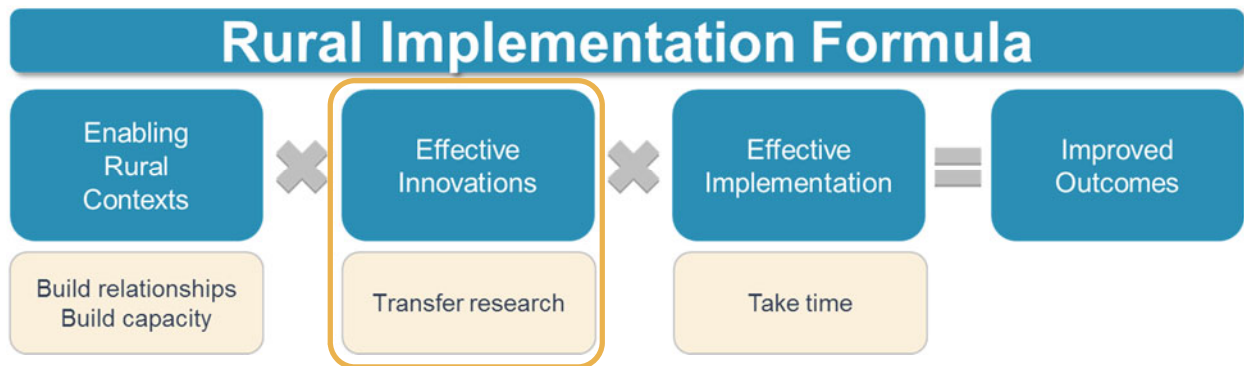 Rural Implementation Formula
Enabling
Rural
Contexts
Effective
Innovations
Effective
Implementation
Improved
Outcomes
Build relationships
Build capacity
Transfer research
Take time